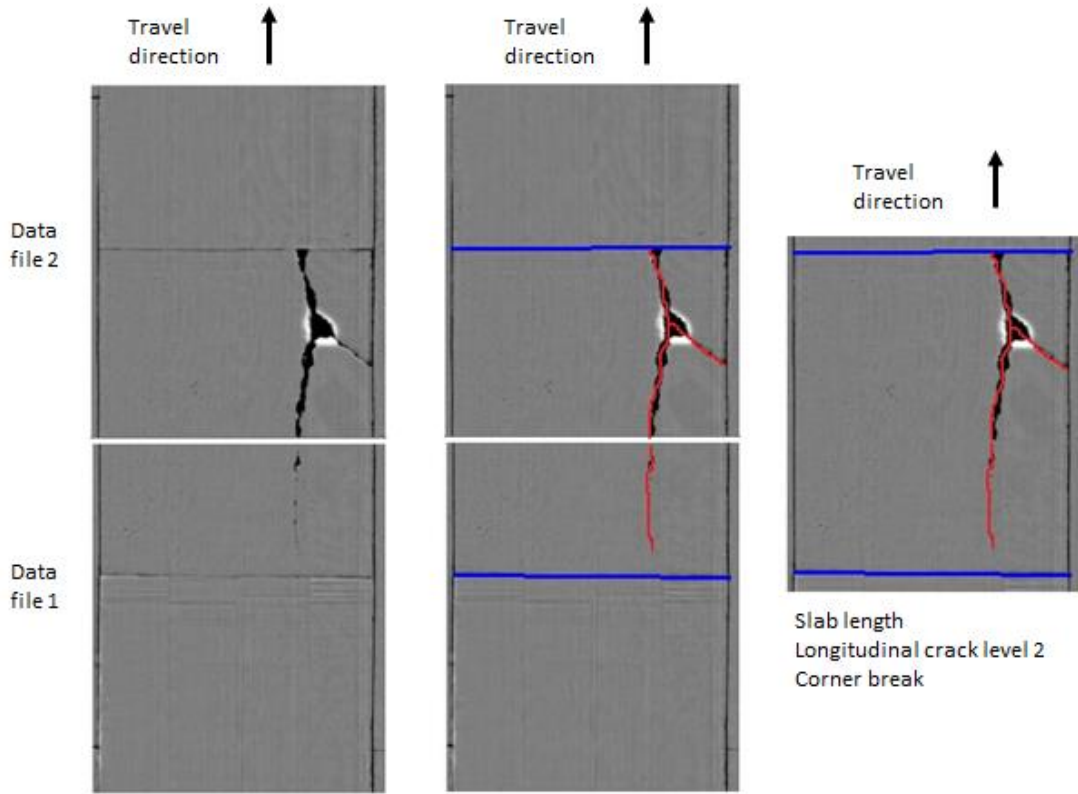 Travel
direction
Travel
direction
Travel
direction
Data
file 2
Data
file 1
Slab length
Longitudinal crack level 2
Corner break